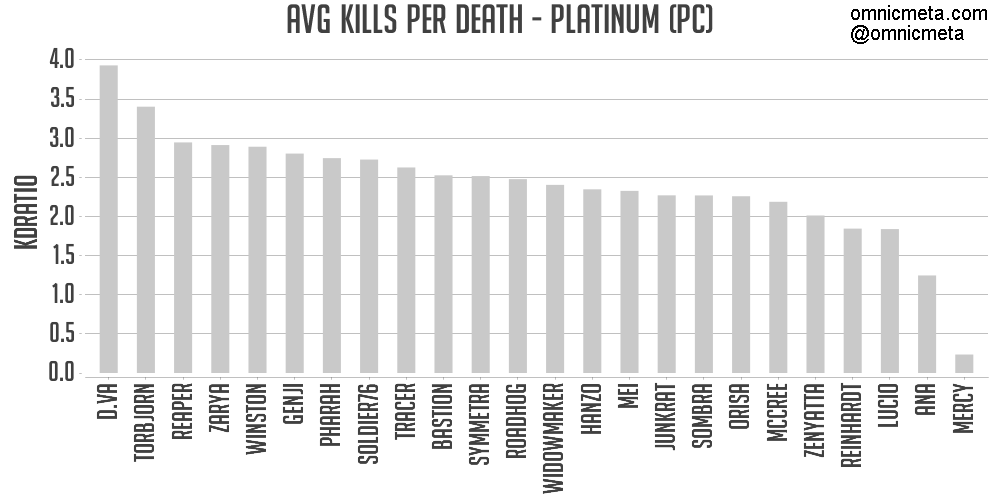 AVG KILLS PER DEATH - PLATINUM (PC)
omnicmeta.com
@omnicmeta
KDRATIO
4.0
3.5
3.0
2.5
2.0
1.5
1.0
0.5
0.0
D.VA
TORBJORN
REAPER
ZARYA
WINSTON
GENJI
PHARAH
SOLDIER76
TRACER
BASTION
SYMMETRA
ROADHOG
WIDOWMAKER
HANZO
MEI
JUNKRAT
SOMBRA
ORISA
MCCREE
ZENYATTA
REINHARDT
LUCIO
ANA
MERCY